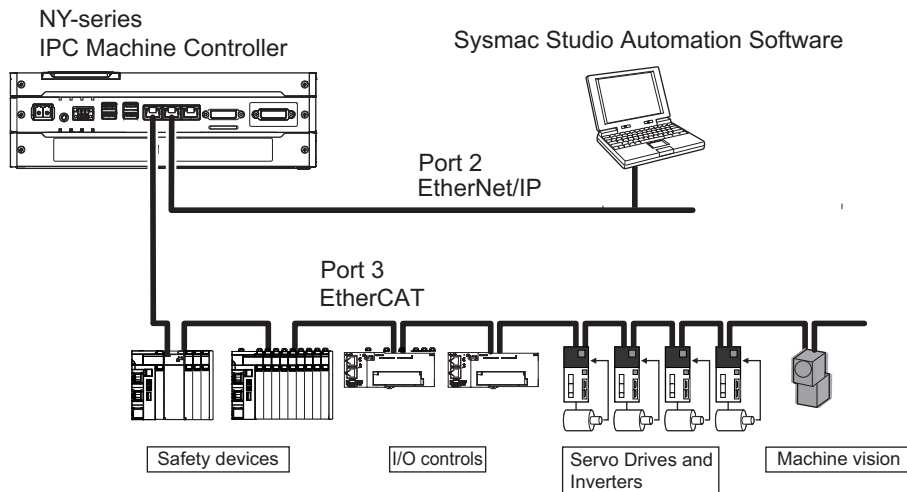 NY-series
IPC Machine Controller
Sysmac Studio Automation Software
Port 2
EtherNet/IP
Port 3
EtherCAT
Safety devices
I/O controls
Servo Drives and
Inverters
Machine vision